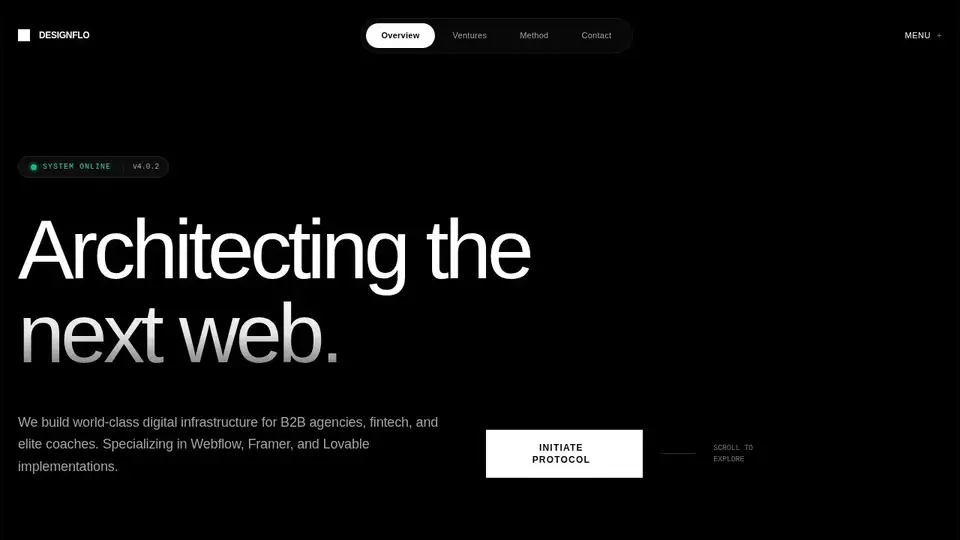 DESIGNFLO
Overview
Ventures
Method
Contact
MENU +
SYSTEM ONLINE
v4.0.2
Architecting the
next web.
We build world-class digital infrastructure for B2B agencies, fintech, and
elite coaches. Specializing in Webflow, Framer, and Lovable
implementations.
INITIATE
PROTOCOL
SCROLL TO
EXPLORE